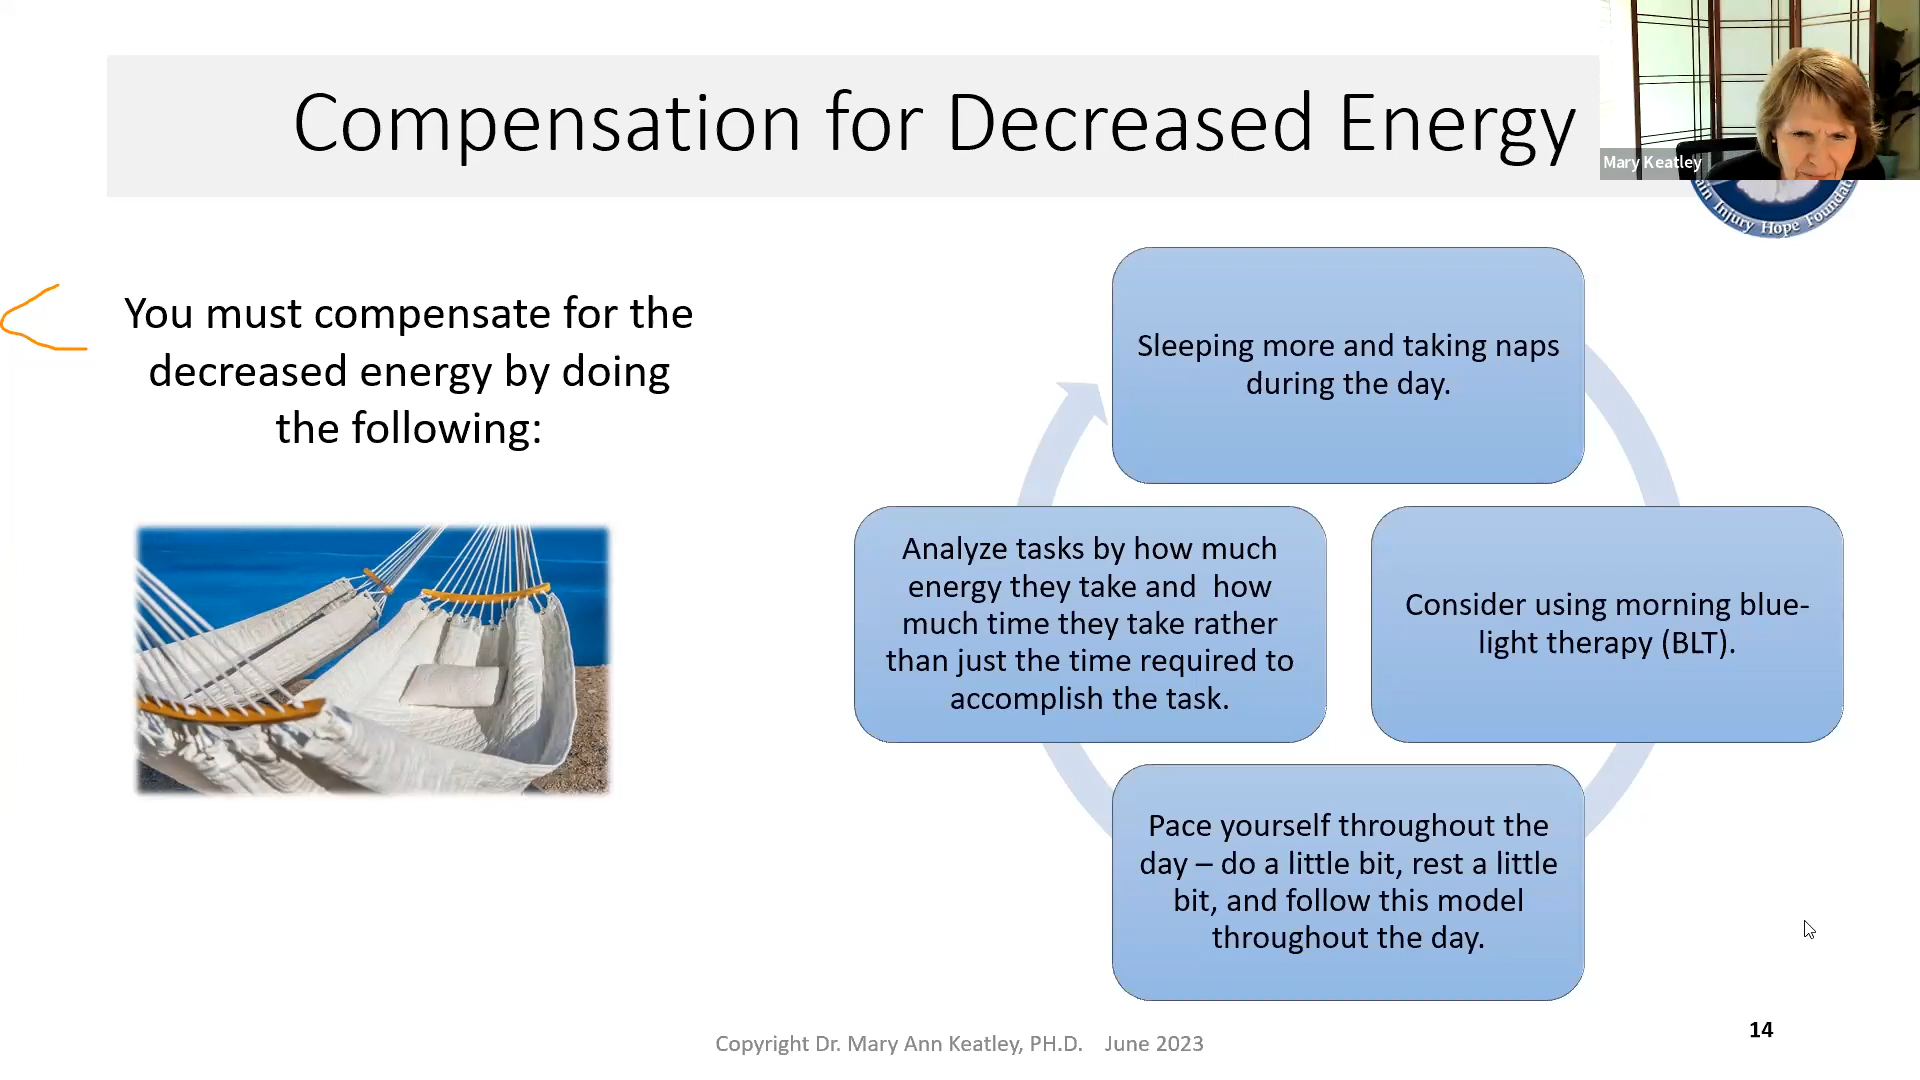 Compensation for Decreased Energy
Mary Keatley
Injury Hope
You must compensate for the
decreased energy by doing
the following:
Sleeping more and taking naps
during the day.
Consider using morning blue-
light therapy (BLT).
Pace yourself throughout the
day – do a little bit, rest a little
bit, and follow this model
throughout the day.
Analyze tasks by how much
energy they take and  how
much time they take rather
than just the time required to
accomplish the task.
Copyright Dr. Mary Ann Keatley, PH.D.    June 2023
14